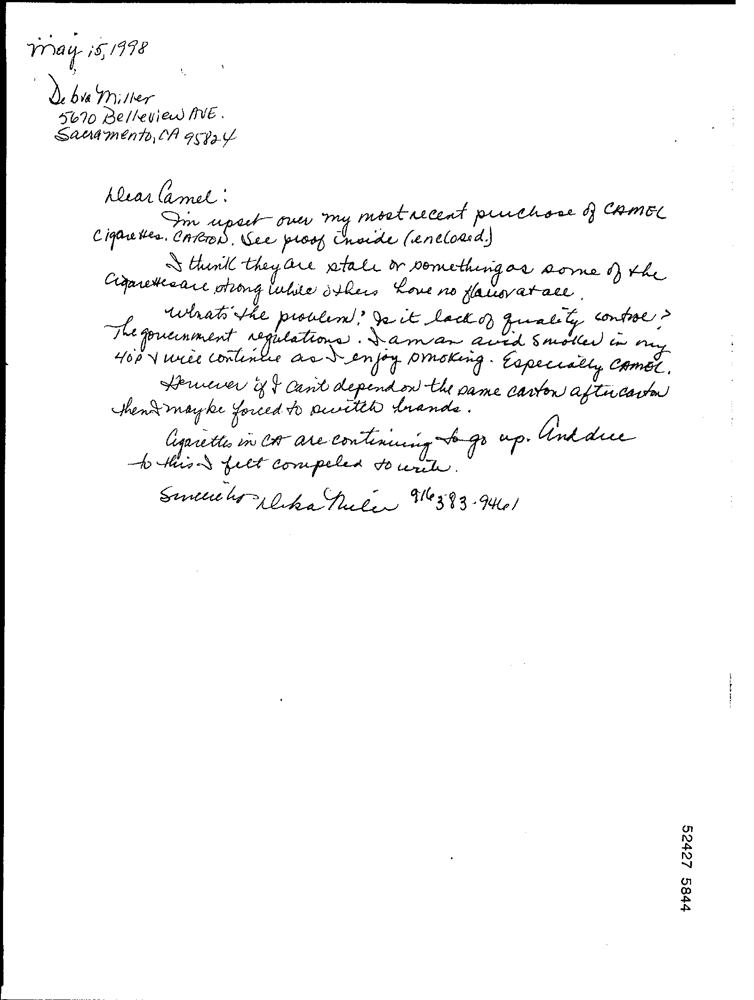 May 15, 1998
Debra Miller
5670 Belleview AVE.
Sacramento, CA 95824
Dear Camel:
I'm upset over my most recent purchase of CAMEL
Cigarettes. CARTON. See proof inside (enclosed.)
I think they are stale or something as some of the
Cigarettes are strong while others have no flavor at all.
What's the problem? Is it lack of quality control?
The government regulations. I am an avid smoker in my
40's & will continue as I enjoy smoking. Especially CAMEL.
However if I can't depend on the same carton after carton
then I may be forced to switch brands.
Cigarettes in CA are continuing to go up. And due
to this I felt compeled to write.
Sincerely Debra Miller 916 383-9461
52427 5844